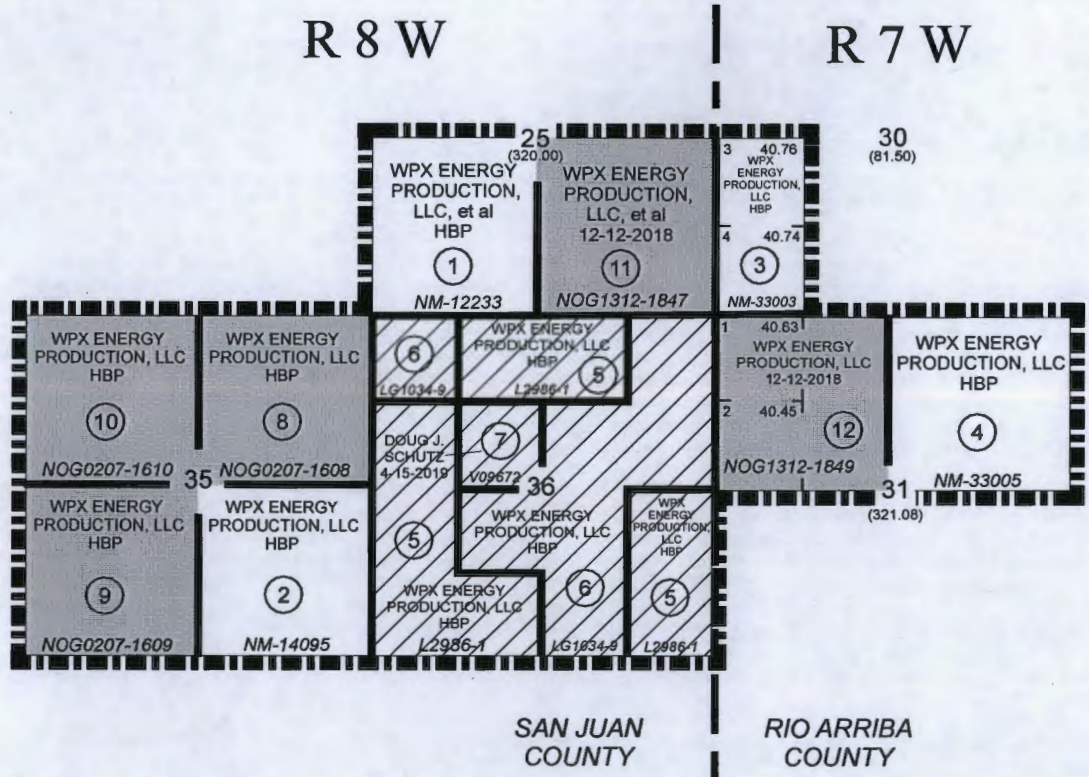 R 8 W
R 7 W
25
(320.00)
30
(81.50)
WPX ENERGY
PRODUCTION,
LLC, et al
HBP
1
NM-12233
WPX ENERGY
PRODUCTION,
LLC, et al
12-12-2018
11
NOG1312-1847
3 40.76
WPX
ENERGY
PRODUCTION,
LLC
HBP
4 40.74
3
NM-33003
WPX ENERGY
PRODUCTION, LLC
HBP
10
NOG0207-1610
WPX ENERGY
PRODUCTION, LLC
HBP
8
NOG0207-1608
35
WPX ENERGY
PRODUCTION, LLC
HBP
9
NOG0207-1609
WPX ENERGY
PRODUCTION, LLC
HBP
2
NM-14095
6
LG1034-9
WPX ENERGY
PRODUCTION, LLC
HBP
5
L2986-1
DOUG J.
SCHUTZ
4-15-2019
7
V09672
36
5
WPX ENERGY
PRODUCTION, LLC
HBP
L2986-1
WPX ENERGY
PRODUCTION, LLC
HBP
6
LG1034-9
WPX
ENERGY
PRODUCTION,
LLC
HBP
5
L2986-1
1 40.63
WPX ENERGY
PRODUCTION, LLC
12-12-2018
2 40.45
12
NOG1312-1849
WPX ENERGY
PRODUCTION, LLC
HBP
4
NM-33005
31
(321.08)
SAN JUAN
COUNTY
RIO ARRIBA
COUNTY